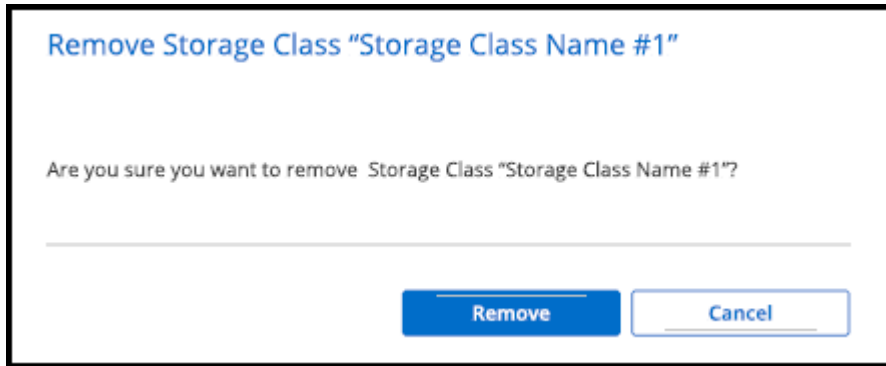 Remove Storage Class “Storage Class Name #1”
Are you sure you want to remove  Storage Class “Storage Class Name #1”?
Remove
Cancel